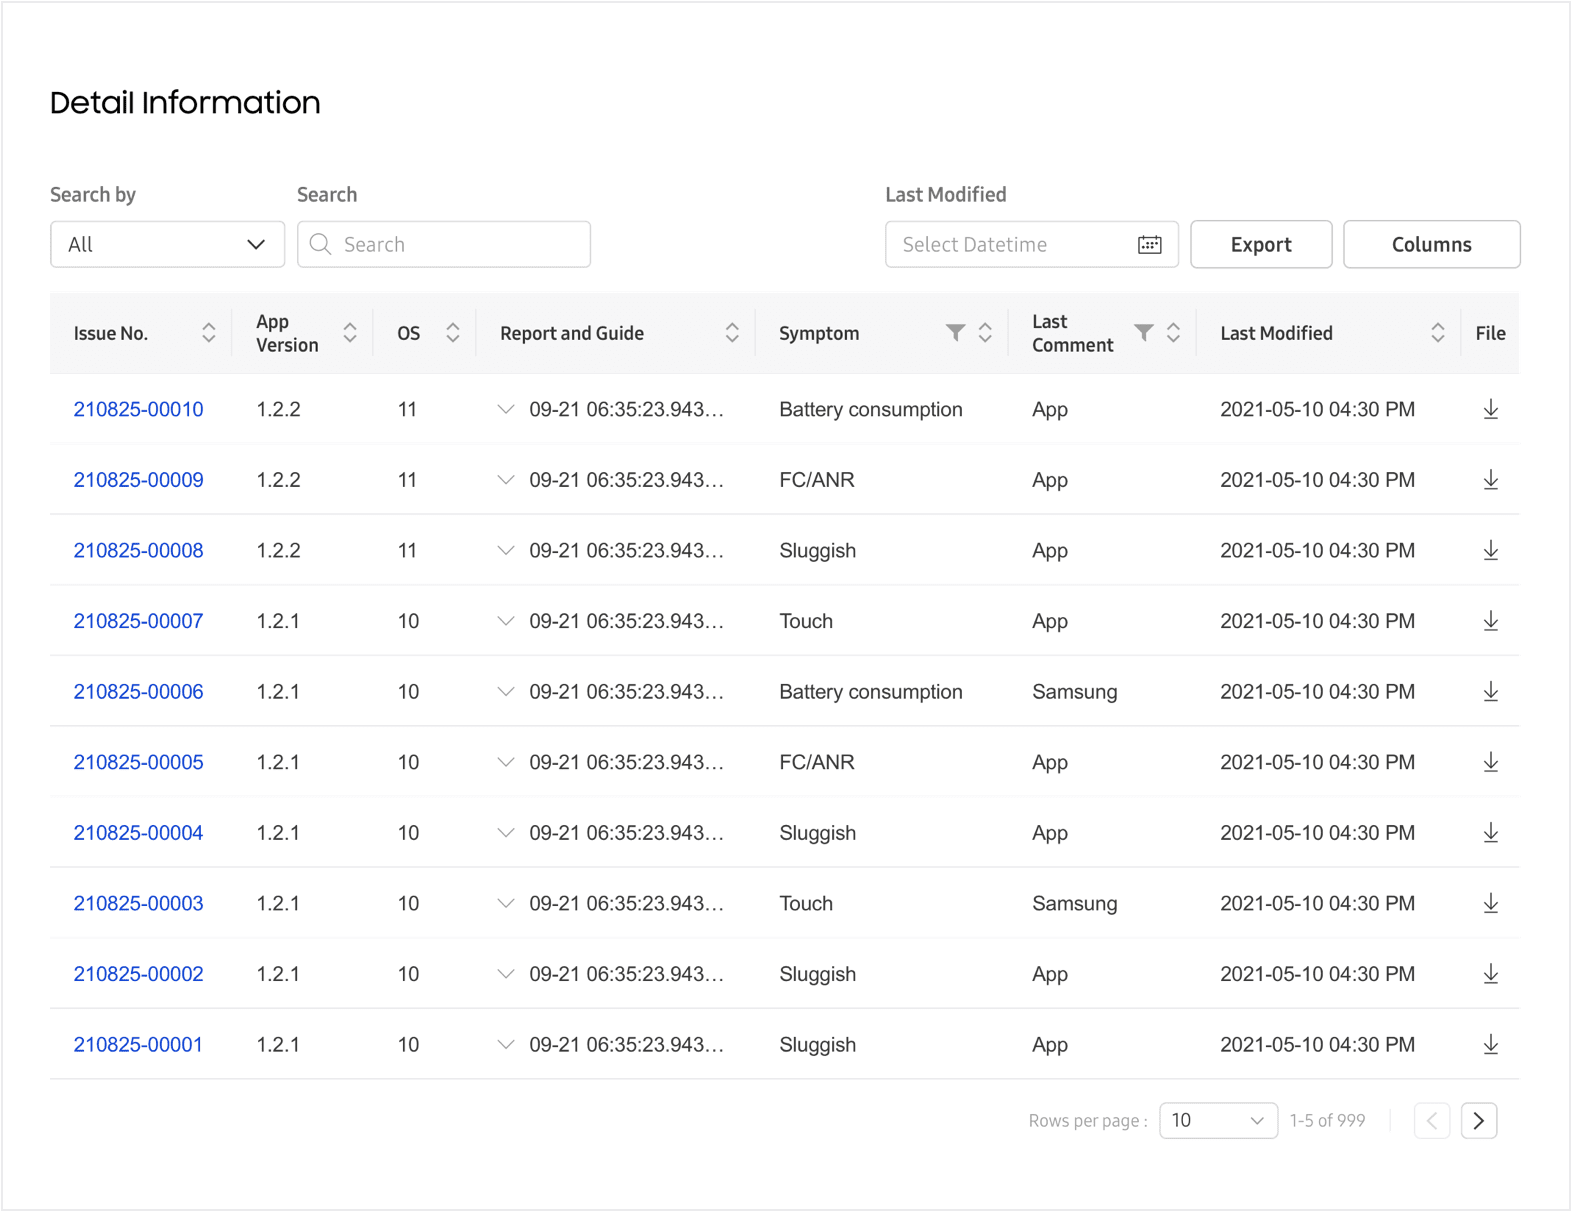 Detail Information
Search by
Search
Last Modified
All
Search
Select Datetime
Export
Columns
Issue No.
App Version
OS
Report and Guide
Symptom
Last Comment
Last Modified
File
210825-00010 1.2.2 11 09-21 06:35:23.943... Battery consumption App 2021-05-10 04:30 PM
210825-00009 1.2.2 11 09-21 06:35:23.943... FC/ANR App 2021-05-10 04:30 PM
210825-00008 1.2.2 11 09-21 06:35:23.943... Sluggish App 2021-05-10 04:30 PM
210825-00007 1.2.1 10 09-21 06:35:23.943... Touch App 2021-05-10 04:30 PM
210825-00006 1.2.1 10 09-21 06:35:23.943... Battery consumption Samsung 2021-05-10 04:30 PM
210825-00005 1.2.1 10 09-21 06:35:23.943... FC/ANR App 2021-05-10 04:30 PM
210825-00004 1.2.1 10 09-21 06:35:23.943... Sluggish App 2021-05-10 04:30 PM
210825-00003 1.2.1 10 09-21 06:35:23.943... Touch Samsung 2021-05-10 04:30 PM
210825-00002 1.2.1 10 09-21 06:35:23.943... Sluggish App 2021-05-10 04:30 PM
210825-00001 1.2.1 10 09-21 06:35:23.943... Sluggish App 2021-05-10 04:30 PM
Rows per page : 10 1-5 of 999